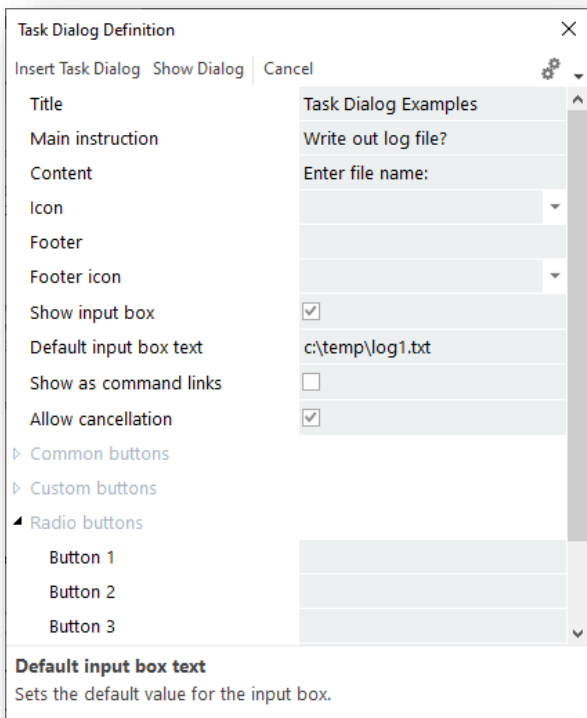 Task Dialog Definition
Insert Task Dialog Show Dialog Cancel
Title Task Dialog Examples
Main instruction Write out log file?
Content Enter file name:
Icon
Footer
Footer icon
Show input box
Default input box text c:\temp\log1.txt
Show as command links
Allow cancellation
Common buttons
Custom buttons
Radio buttons
Button 1
Button 2
Button 3
Default input box text
Sets the default value for the input box.